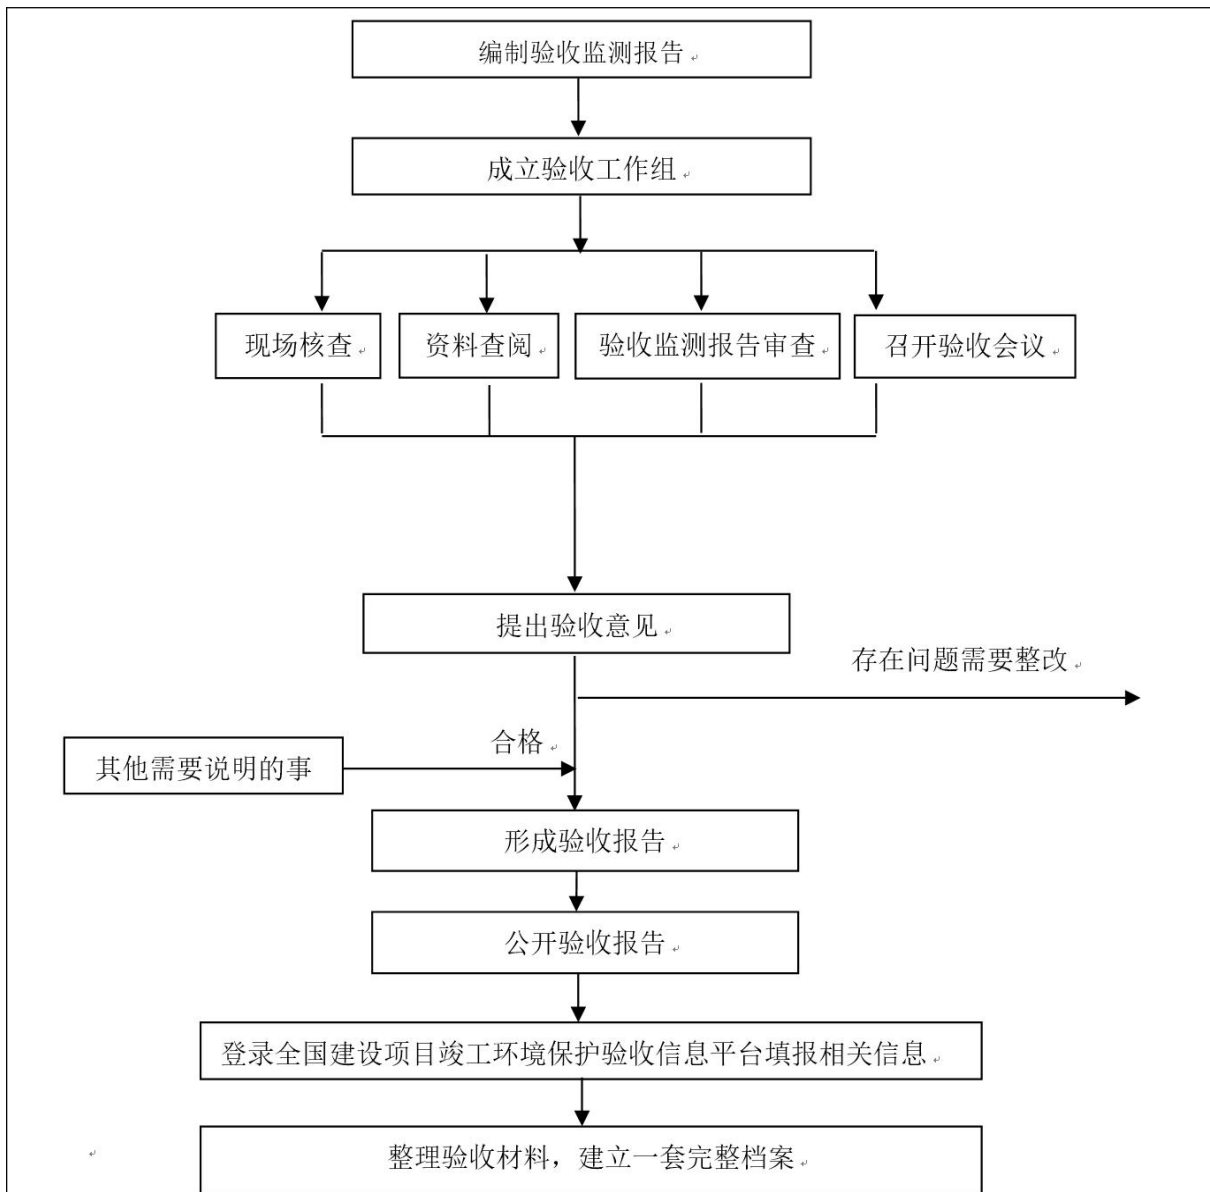 编制验收监测报告
成立验收工作组
现场核查
资料查阅
验收监测报告审查
召开验收会议
提出验收意见
存在问题需要整改
合格
其他需要说明的事
形成验收报告
公开验收报告
登录全国建设项目竣工环境保护验收信息平台填报相关信息
整理验收材料，建立一套完整档案